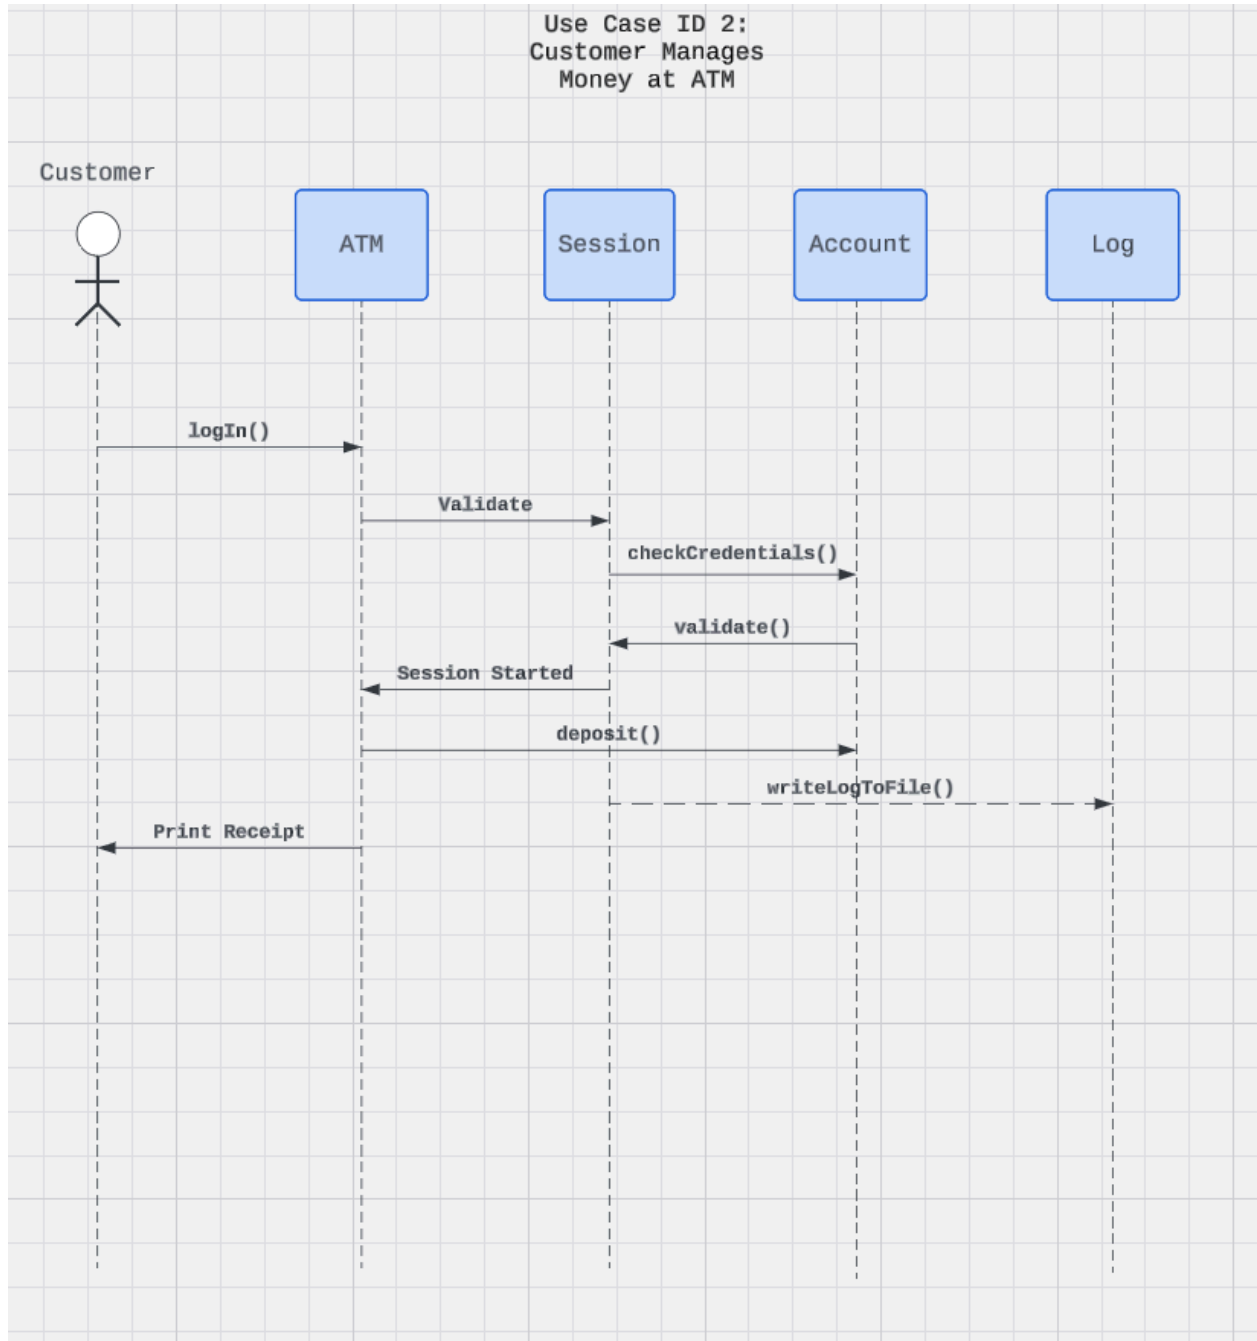 Use Case ID 2:
Customer Manages
Money at ATM
Customer
ATM
Session
Account
Log
logIn()
Validate
checkCredentials()
validate()
Session Started
deposit()
writeLogToFile()
Print Receipt